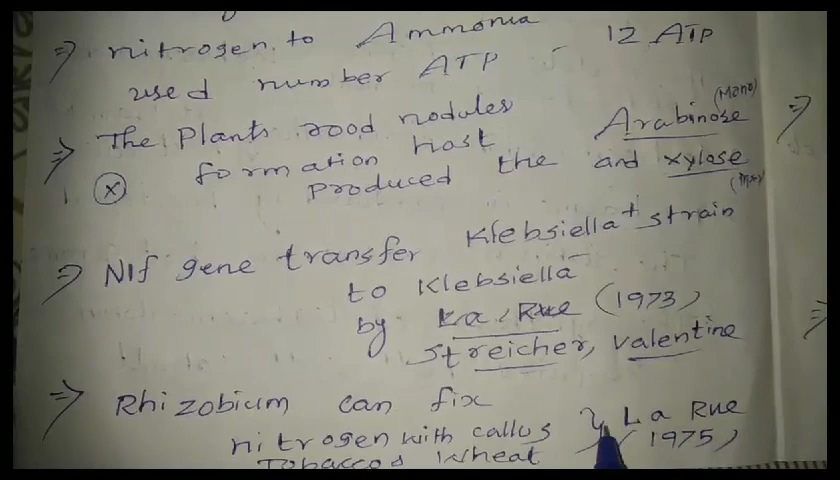 ⇒ nitrogen to Ammonia 12 ATP
used number ATP
⇒ The Plants rood nodules Arabinose (Mono)
formation host and xylose
(x) produced the
⇒ Nif gene transfer Klebsiella+ strain
to Klebsiella-
by La Rue (1973)
Streicher, Valentine
⇒ Rhizobium can fix
nitrogen with callus } La Rue
Tobaccos Wheat (1975)